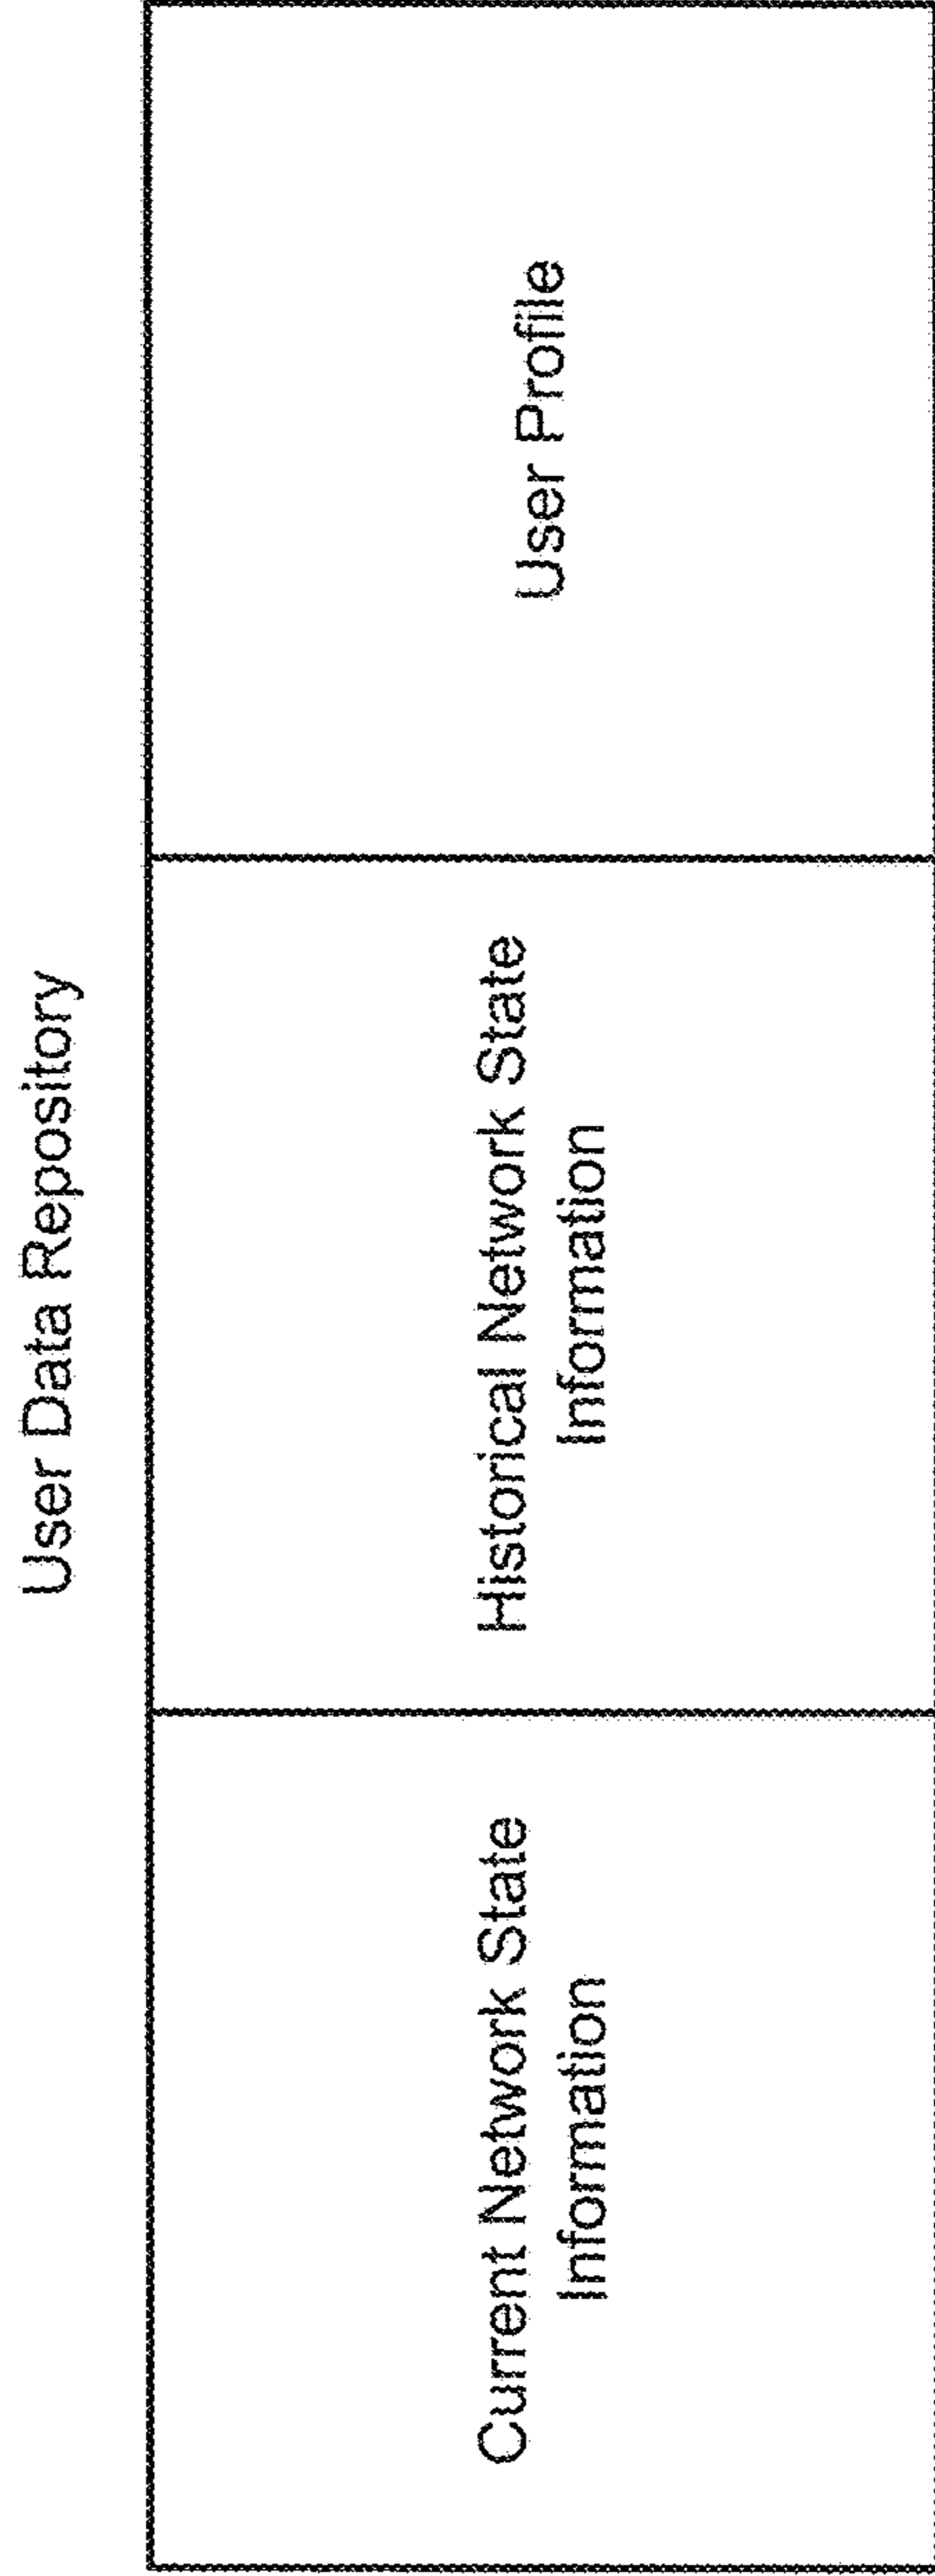 User Data Repository
Current Network State
Information
Historical Network State
Information
User Profile